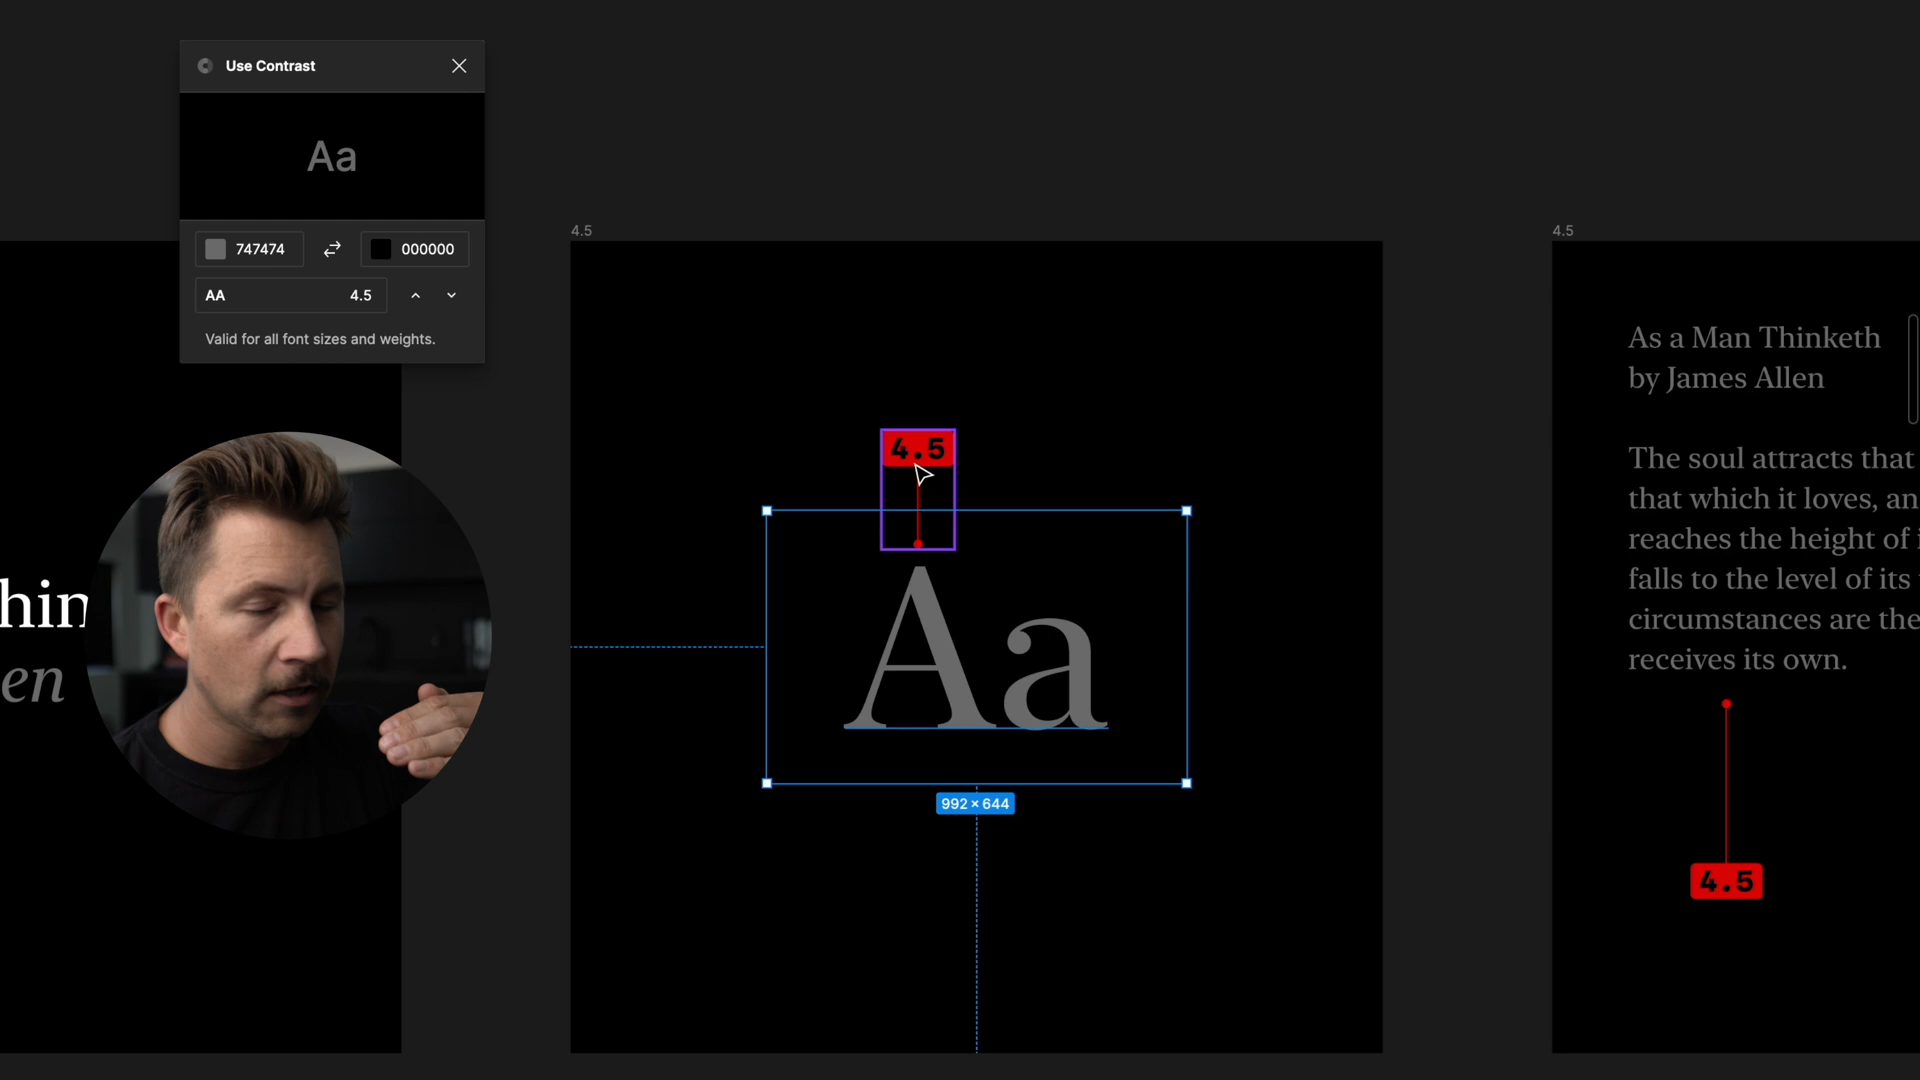 Use Contrast
Aa
747474
000000
AA
4.5
Valid for all font sizes and weights.
hin
en
4.5
4.5
Aa
992 × 644
4.5
As a Man Thinketh
by James Allen
The soul attracts that
that which it loves, an
reaches the height of i
falls to the level of its
circumstances are the
receives its own.
4.5